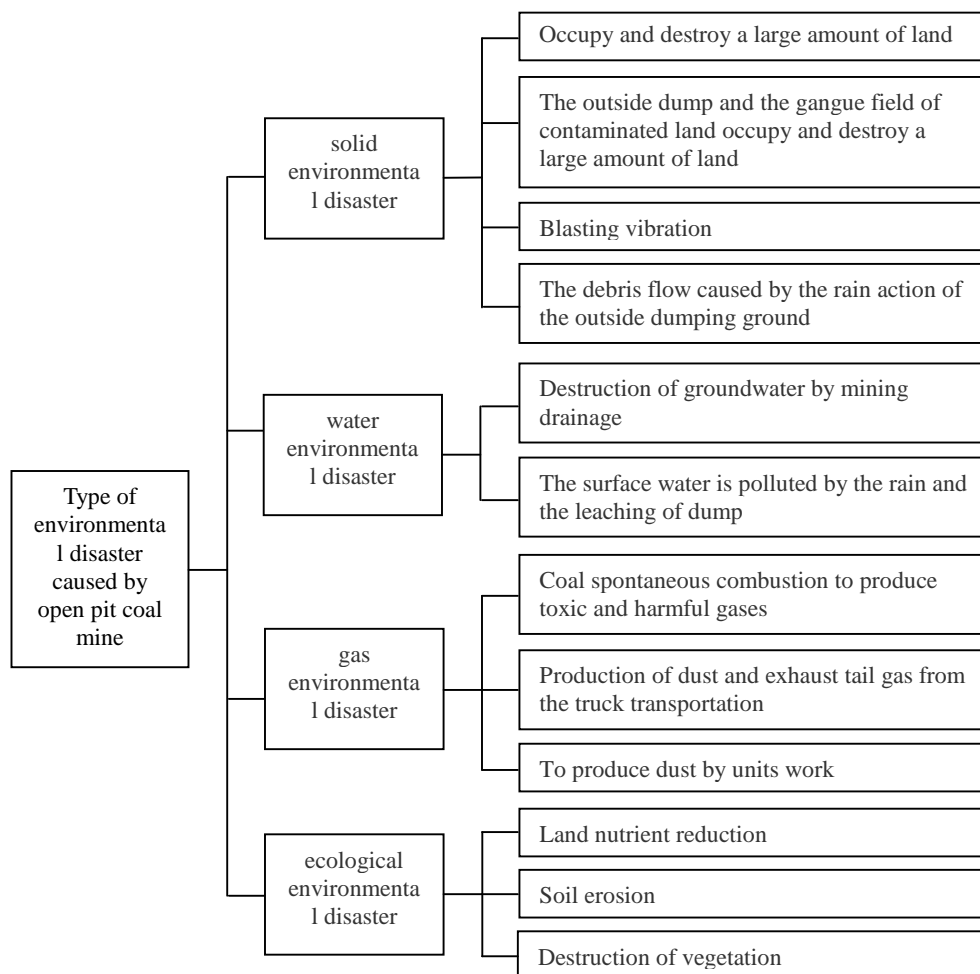 Occupy and destroy a large amount of land
The outside dump and the gangue field of
contaminated land occupy and destroy a
large amount of land
solid
environmenta
l disaster
Blasting vibration
The debris flow caused by the rain action of
the outside dumping ground
Destruction of groundwater by mining
drainage
water
environmenta
l disaster
The surface water is polluted by the rain and
the leaching of dump
Type of
environmenta
l disaster
caused by
open pit coal
mine
Coal spontaneous combustion to produce
toxic and harmful gases
gas
environmenta
l disaster
Production of dust and exhaust tail gas from
the truck transportation
To produce dust by units work
Land nutrient reduction
ecological
environmenta
l disaster
Soil erosion
Destruction of vegetation